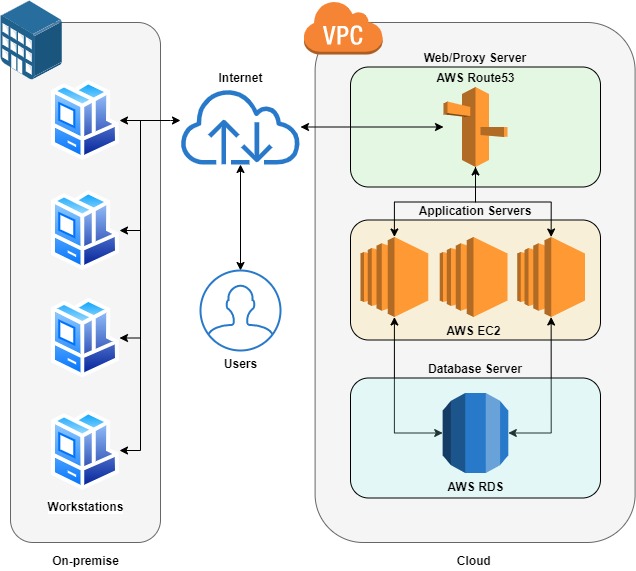 VPC
Internet
Web/Proxy Server
AWS Route53
Application Servers
AWS EC2
Users
Database Server
AWS RDS
Workstations
On-premise
Cloud